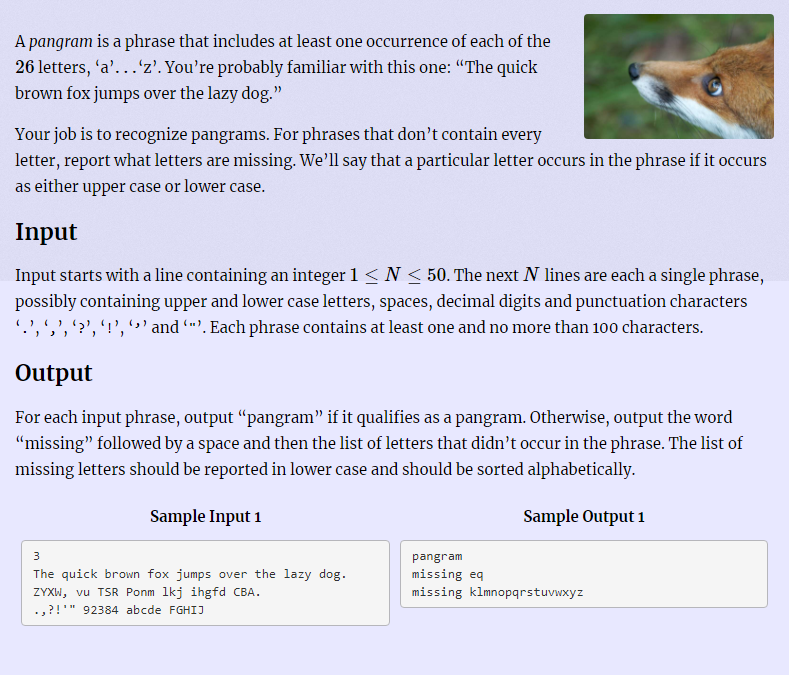 A pangram is a phrase that includes at least one occurrence of each of the
26 letters, ‘a’. . .‘z’. You’re probably familiar with this one: “The quick
brown fox jumps over the lazy dog.”
Your job is to recognize pangrams. For phrases that don’t contain every
letter, report what letters are missing. We’ll say that a particular letter occurs in the phrase if it occurs
as either upper case or lower case.
Input
Input starts with a line containing an integer 1 ≤ N ≤ 50. The next N lines are each a single phrase,
possibly containing upper and lower case letters, spaces, decimal digits and punctuation characters
‘.’, ‘,’, ‘?’, ‘!’, ‘'’ and ‘"’. Each phrase contains at least one and no more than 100 characters.
Output
For each input phrase, output “pangram” if it qualifies as a pangram. Otherwise, output the word
“missing” followed by a space and then the list of letters that didn’t occur in the phrase. The list of
missing letters should be reported in lower case and should be sorted alphabetically.
Sample Input 1
3
The quick brown fox jumps over the lazy dog.
ZYXW, vu TSR Ponm lkj ihgfd CBA.
.,?!'" 92384 abcde FGHIJ
Sample Output 1
pangram
missing eq
missing klmnopqrstuvwxyz